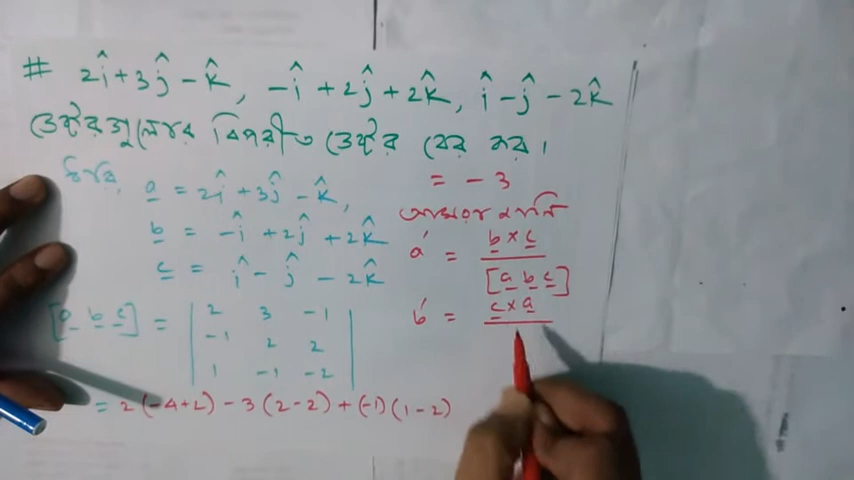 # 2î+3ĵ-k̂, -î+2ĵ+2k̂, î-ĵ-2k̂
ভেক্টরগুলোর বিপরীত ভেক্টর বের কর।
ধরি, a = 2î+3ĵ-k̂,
b = -î+2ĵ+2k̂
c = î-ĵ-2k̂
[a b c] = | 2 3 -1
-1 2 2
1 -1 -2 |
= 2(-4+2)-3(2-2)+(-1)(1-2)
= -3
আমরা জানি
a′ = b×c / [a b c]
b′ = c×a